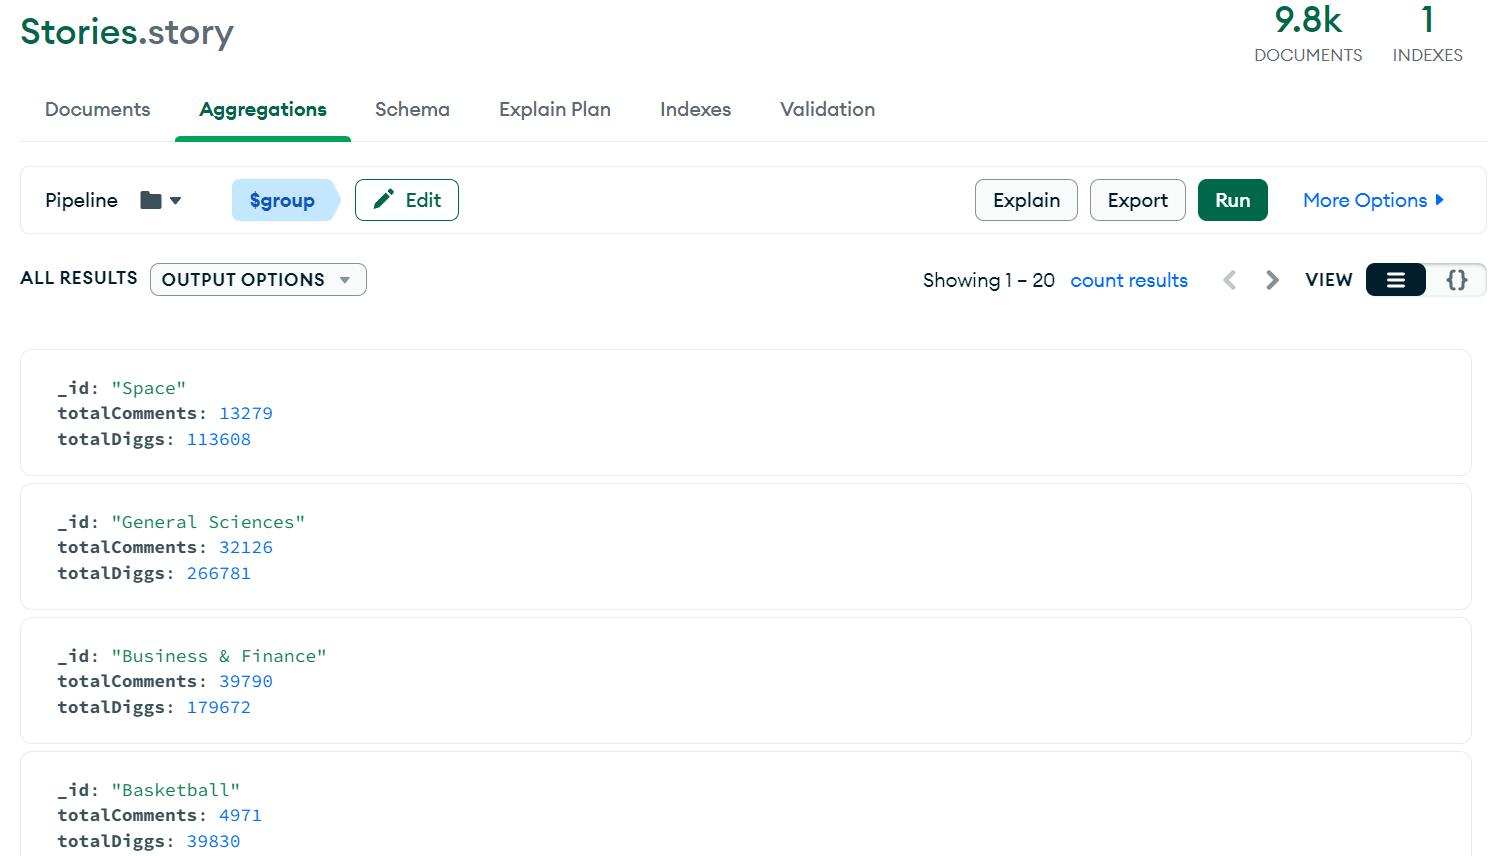 Stories.story
9.8k
DOCUMENTS
1
INDEXES
Documents Aggregations Schema Explain Plan Indexes Validation
Pipeline $group Edit Explain Export Run More Options
ALL RESULTS OUTPUT OPTIONS Showing 1 – 20 count results VIEW {}
_id: "Space"
totalComments: 13279
totalDiggs: 113608
_id: "General Sciences"
totalComments: 32126
totalDiggs: 266781
_id: "Business & Finance"
totalComments: 39790
totalDiggs: 179672
_id: "Basketball"
totalComments: 4971
totalDiggs: 39830